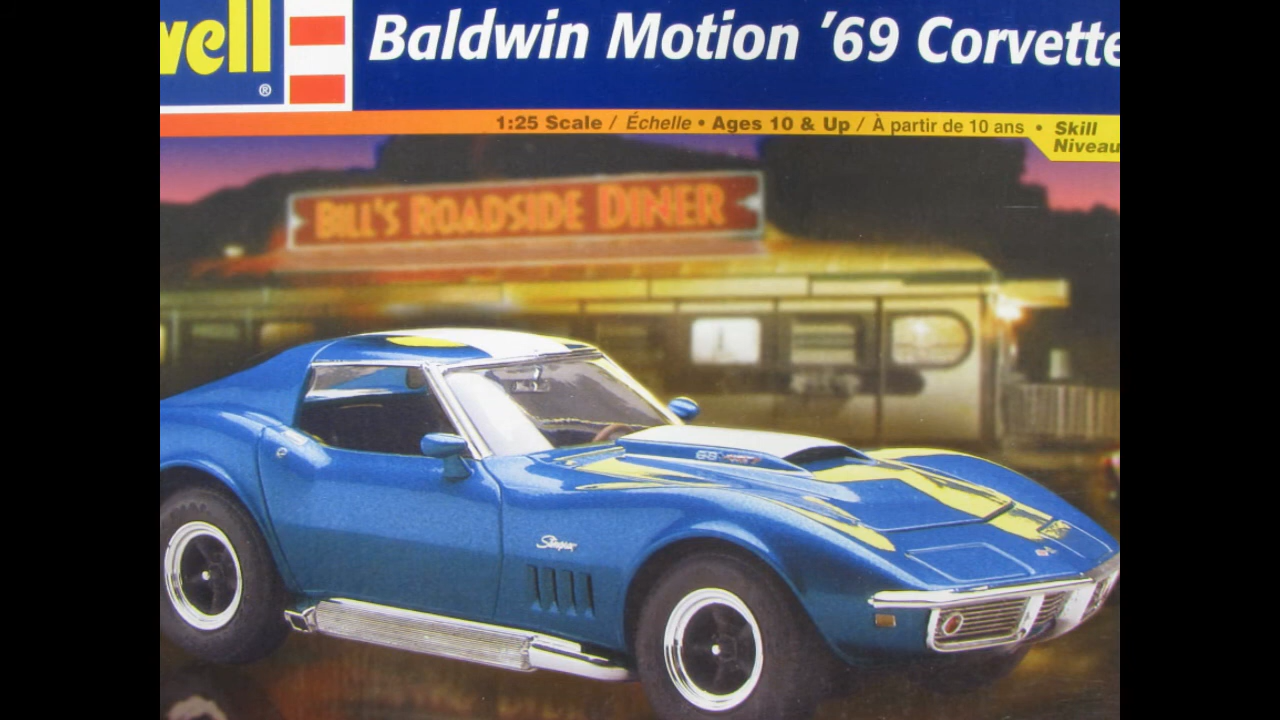 vell
®
Baldwin Motion '69 Corvette
1:25 Scale / Échelle • Ages 10 & Up / À partir de 10 ans • Skill
Niveau
BILL'S ROADSIDE DINER
Stingray